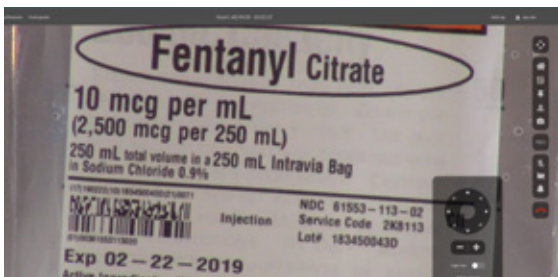 Fentanyl Citrate
10 mcg per mL
(2,500 mcg per 250 mL)
250 mL total volume in a 250 mL Intravia Bag
in Sodium Chloride 0.9%
Injection
NDC 61553-113-02
Service Code 2K8113
Lot# 183450043D
Exp 02-22-2019